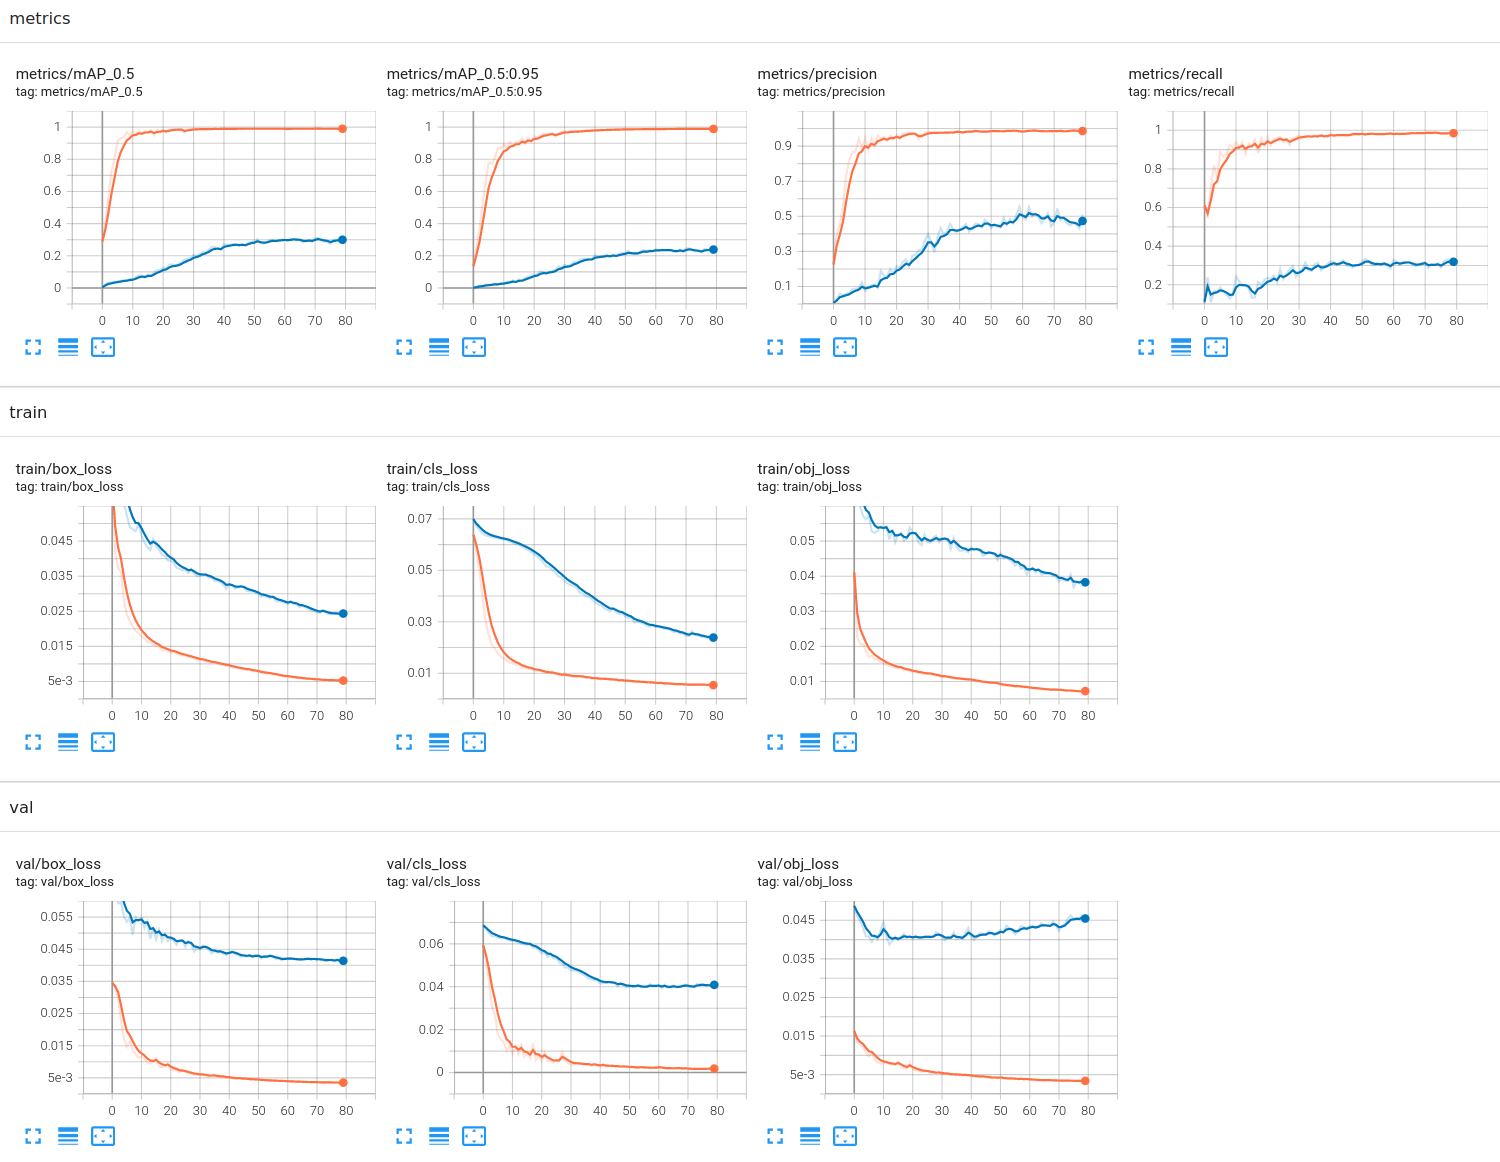 metrics
metrics/mAP_0.5
tag: metrics/mAP_0.5
1
0.8
0.6
0.4
0.2
0
0 10 20 30 40 50 60 70 80
metrics/mAP_0.5:0.95
tag: metrics/mAP_0.5:0.95
1
0.8
0.6
0.4
0.2
0
0 10 20 30 40 50 60 70 80
metrics/precision
tag: metrics/precision
0.9
0.7
0.5
0.3
0.1
0 10 20 30 40 50 60 70 80
metrics/recall
tag: metrics/recall
1
0.8
0.6
0.4
0.2
0 10 20 30 40 50 60 70 80
train
train/box_loss
tag: train/box_loss
0.045
0.035
0.025
0.015
5e-3
0 10 20 30 40 50 60 70 80
train/cls_loss
tag: train/cls_loss
0.07
0.05
0.03
0.01
0 10 20 30 40 50 60 70 80
train/obj_loss
tag: train/obj_loss
0.05
0.04
0.03
0.02
0.01
0 10 20 30 40 50 60 70 80
val
val/box_loss
tag: val/box_loss
0.055
0.045
0.035
0.025
0.015
5e-3
0 10 20 30 40 50 60 70 80
val/cls_loss
tag: val/cls_loss
0.06
0.04
0.02
0
0 10 20 30 40 50 60 70 80
val/obj_loss
tag: val/obj_loss
0.045
0.035
0.025
0.015
5e-3
0 10 20 30 40 50 60 70 80